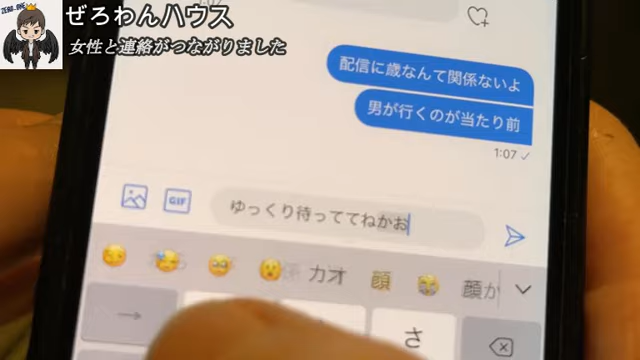 ZERO_ONE
ぜろわんハウス
女性と連絡がつながりました
配信に歳なんて関係ないよ
男が行くのが当たり前
1:07
GIF
ゆっくり待っててねかお
カオ
顔
顔か
→
さ